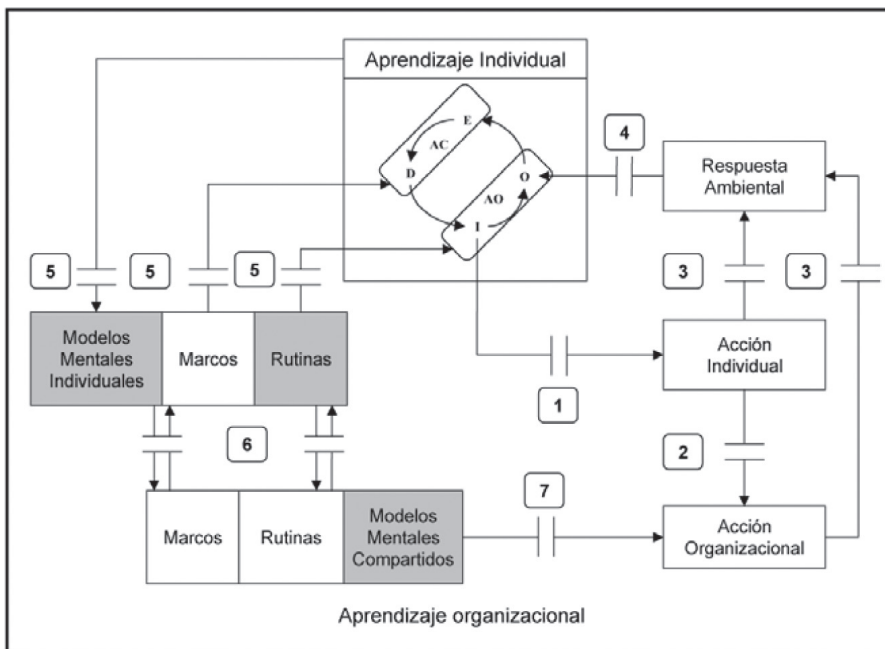 Aprendizaje Individual
E
AC
D
O
AO
I
4
Respuesta
Ambiental
5
5
5
3
3
Modelos
Mentales
Individuales
Marcos
Rutinas
Acción
Individual
1
6
2
7
Marcos
Rutinas
Modelos
Mentales
Compartidos
Acción
Organizacional
Aprendizaje organizacional